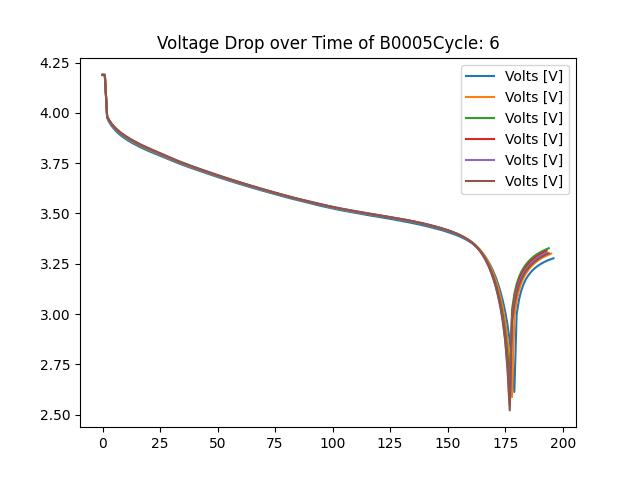 Voltage Drop over Time of B0005Cycle: 6
4.25
4.00
3.75
3.50
3.25
3.00
2.75
2.50
Volts [V]
Volts [V]
Volts [V]
Volts [V]
Volts [V]
Volts [V]
0 25 50 75 100 125 150 175 200